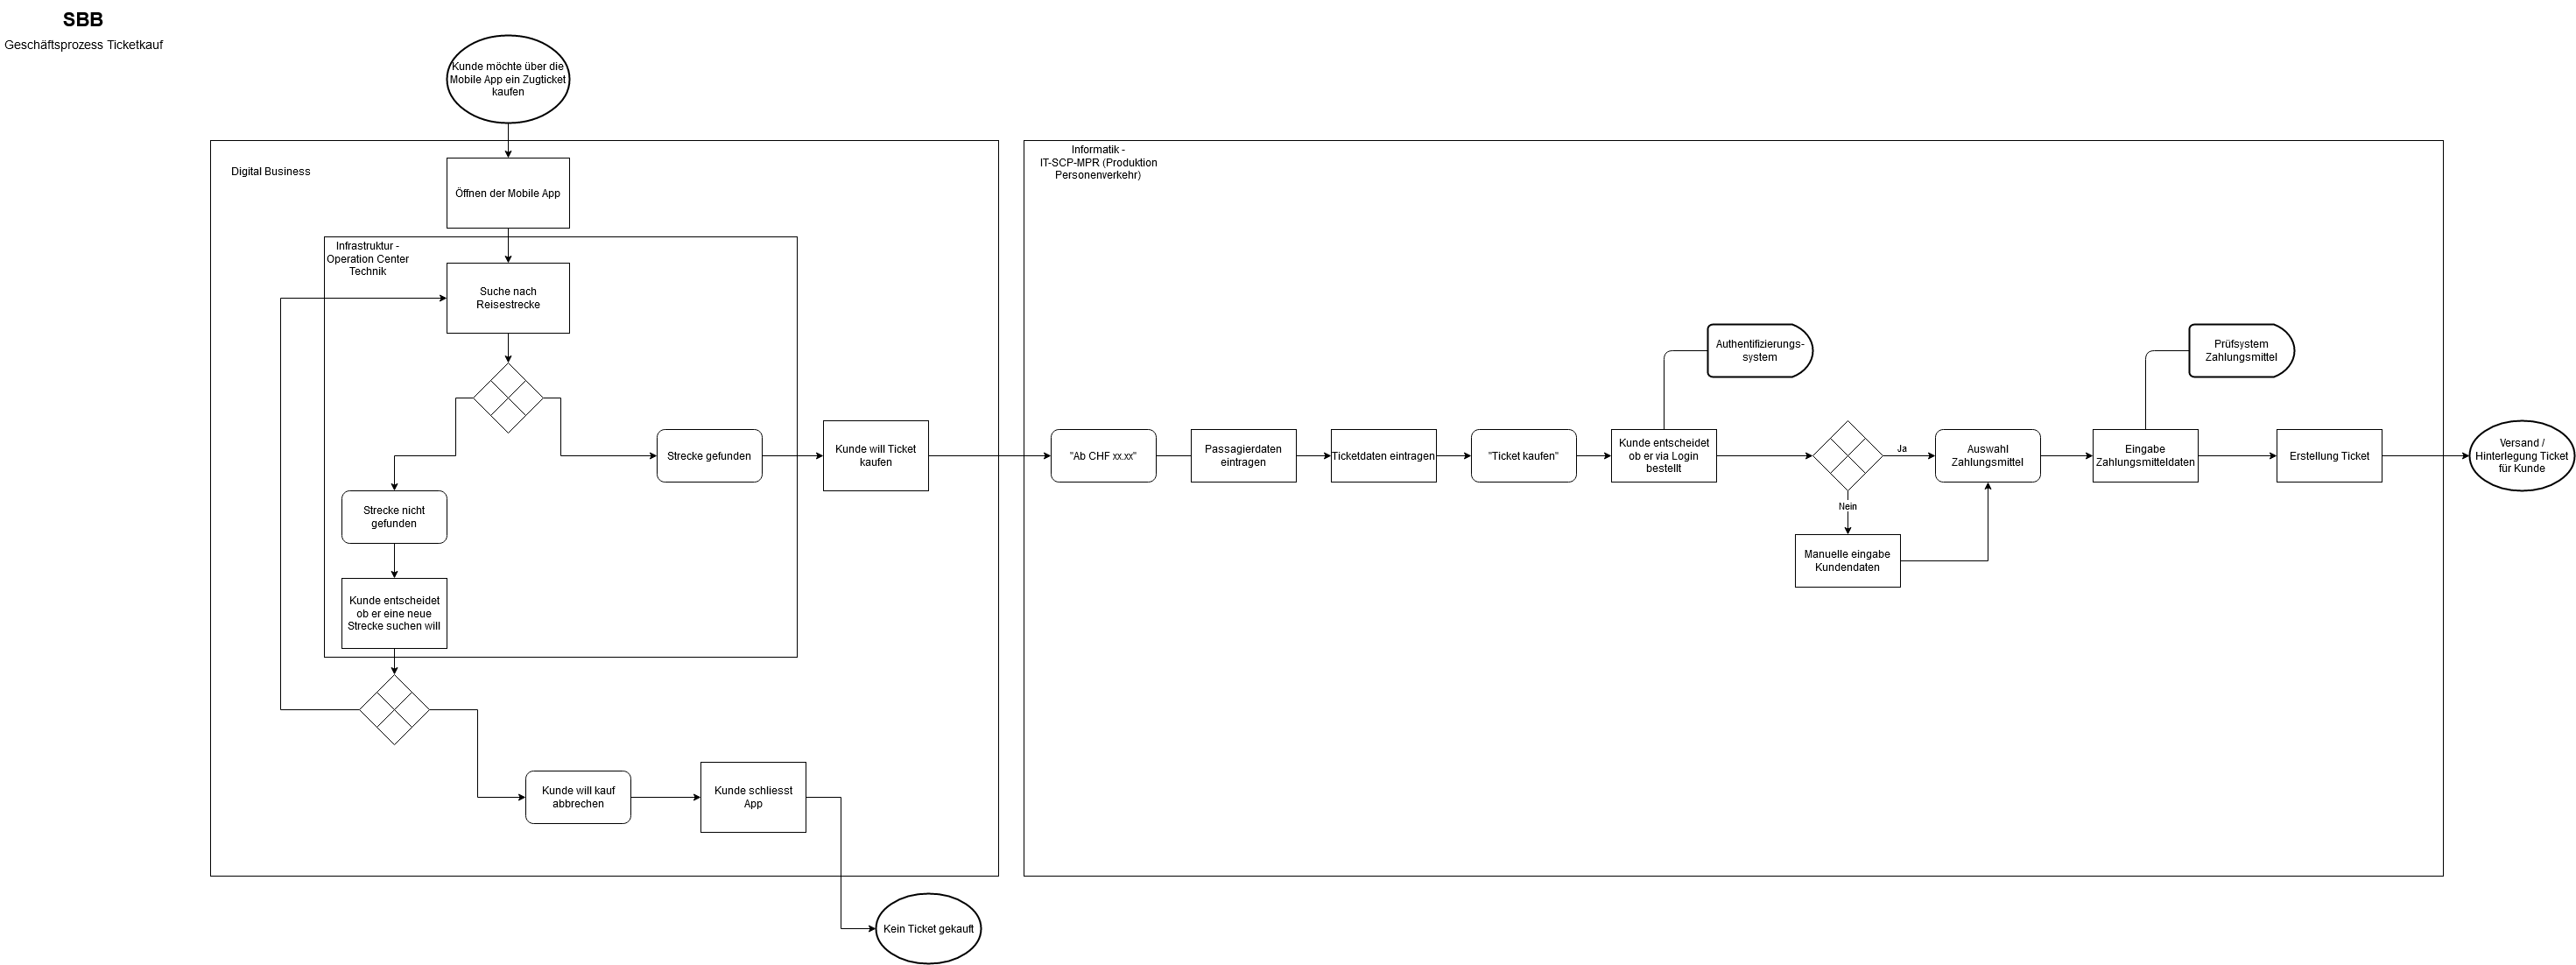 SBB
Geschäftsprozess Ticketkauf
Kunde möchte über die
Mobile App ein Zugticket
kaufen
Digital Business
Öffnen der Mobile App
Infrastruktur -
Operation Center
Technik
Suche nach
Reisestrecke
Strecke gefunden
Kunde will Ticket
kaufen
Strecke nicht
gefunden
Kunde entscheidet
ob er eine neue
Strecke suchen will
Kunde will kauf
abbrechen
Kunde schliesst
App
Kein Ticket gekauft
Informatik -
IT-SCP-MPR (Produktion
Personenverkehr)
"Ab CHF xx.xx"
Passagierdaten
eintragen
Ticketdaten eintragen
"Ticket kaufen"
Kunde entscheidet
ob er via Login
bestellt
Authentifizierungs-
system
Ja
Nein
Manuelle eingabe
Kundendaten
Auswahl
Zahlungsmittel
Eingabe
Zahlungsmitteldaten
Prüfsystem
Zahlungsmittel
Erstellung Ticket
Versand /
Hinterlegung Ticket
für Kunde